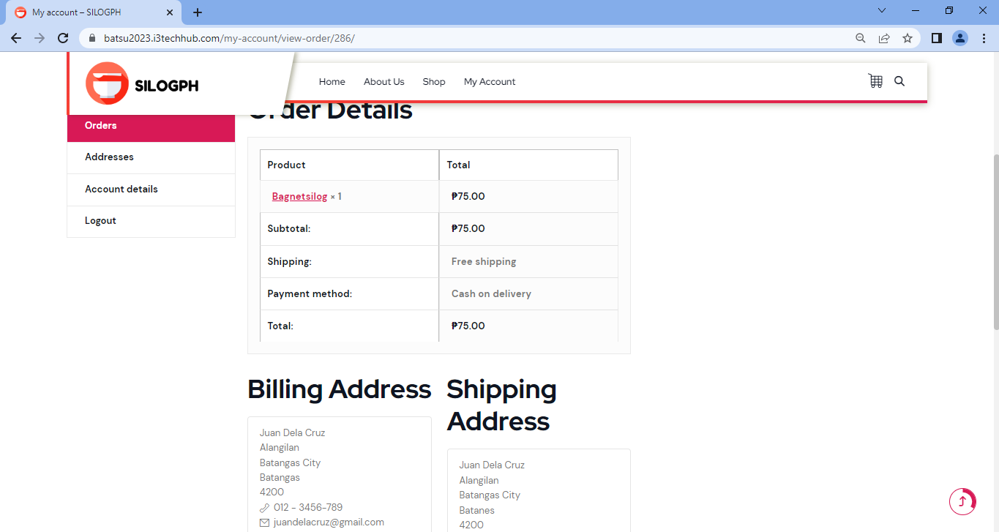 My account – SILOGPH
batsu2023.i3techhub.com/my-account/view-order/286/
SILOGPH
Home About Us Shop My Account
Order Details
Orders
Addresses
Account details
Logout
Product Total
Bagnetsilog × 1 ₱75.00
Subtotal: ₱75.00
Shipping: Free shipping
Payment method: Cash on delivery
Total: ₱75.00
Billing Address
Juan Dela Cruz
Alangilan
Batangas City
Batangas
4200
012 - 3456-789
juandelacruz@gmail.com
Shipping
Address
Juan Dela Cruz
Alangilan
Batangas City
Batanes
4200